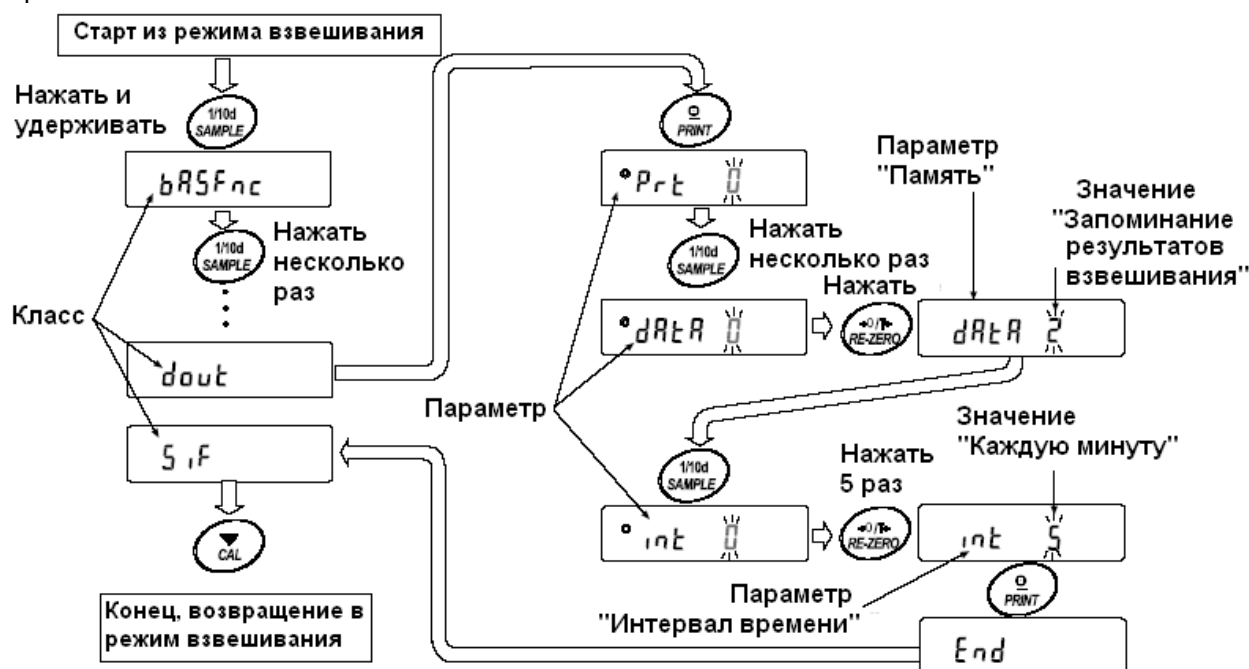 Старт из режима взвешивания
Нажать и
удерживать
1/10d
SAMPLE
bASFnc
1/10d
SAMPLE
Нажать
несколько
раз
Класс
dout
SiF
CAL
Конец, возвращение в
режим взвешивания
PRINT
Prt 0
1/10d
SAMPLE
Нажать
несколько раз
dAtA 0
Нажать
→0/T←
RE-ZERO
Параметр
"Память"
Значение
"Запоминание
результатов
взвешивания"
dAtA 2
Параметр
1/10d
SAMPLE
int 0
Нажать
5 раз
→0/T←
RE-ZERO
Значение
"Каждую минуту"
int 5
Параметр
"Интервал времени"
PRINT
End